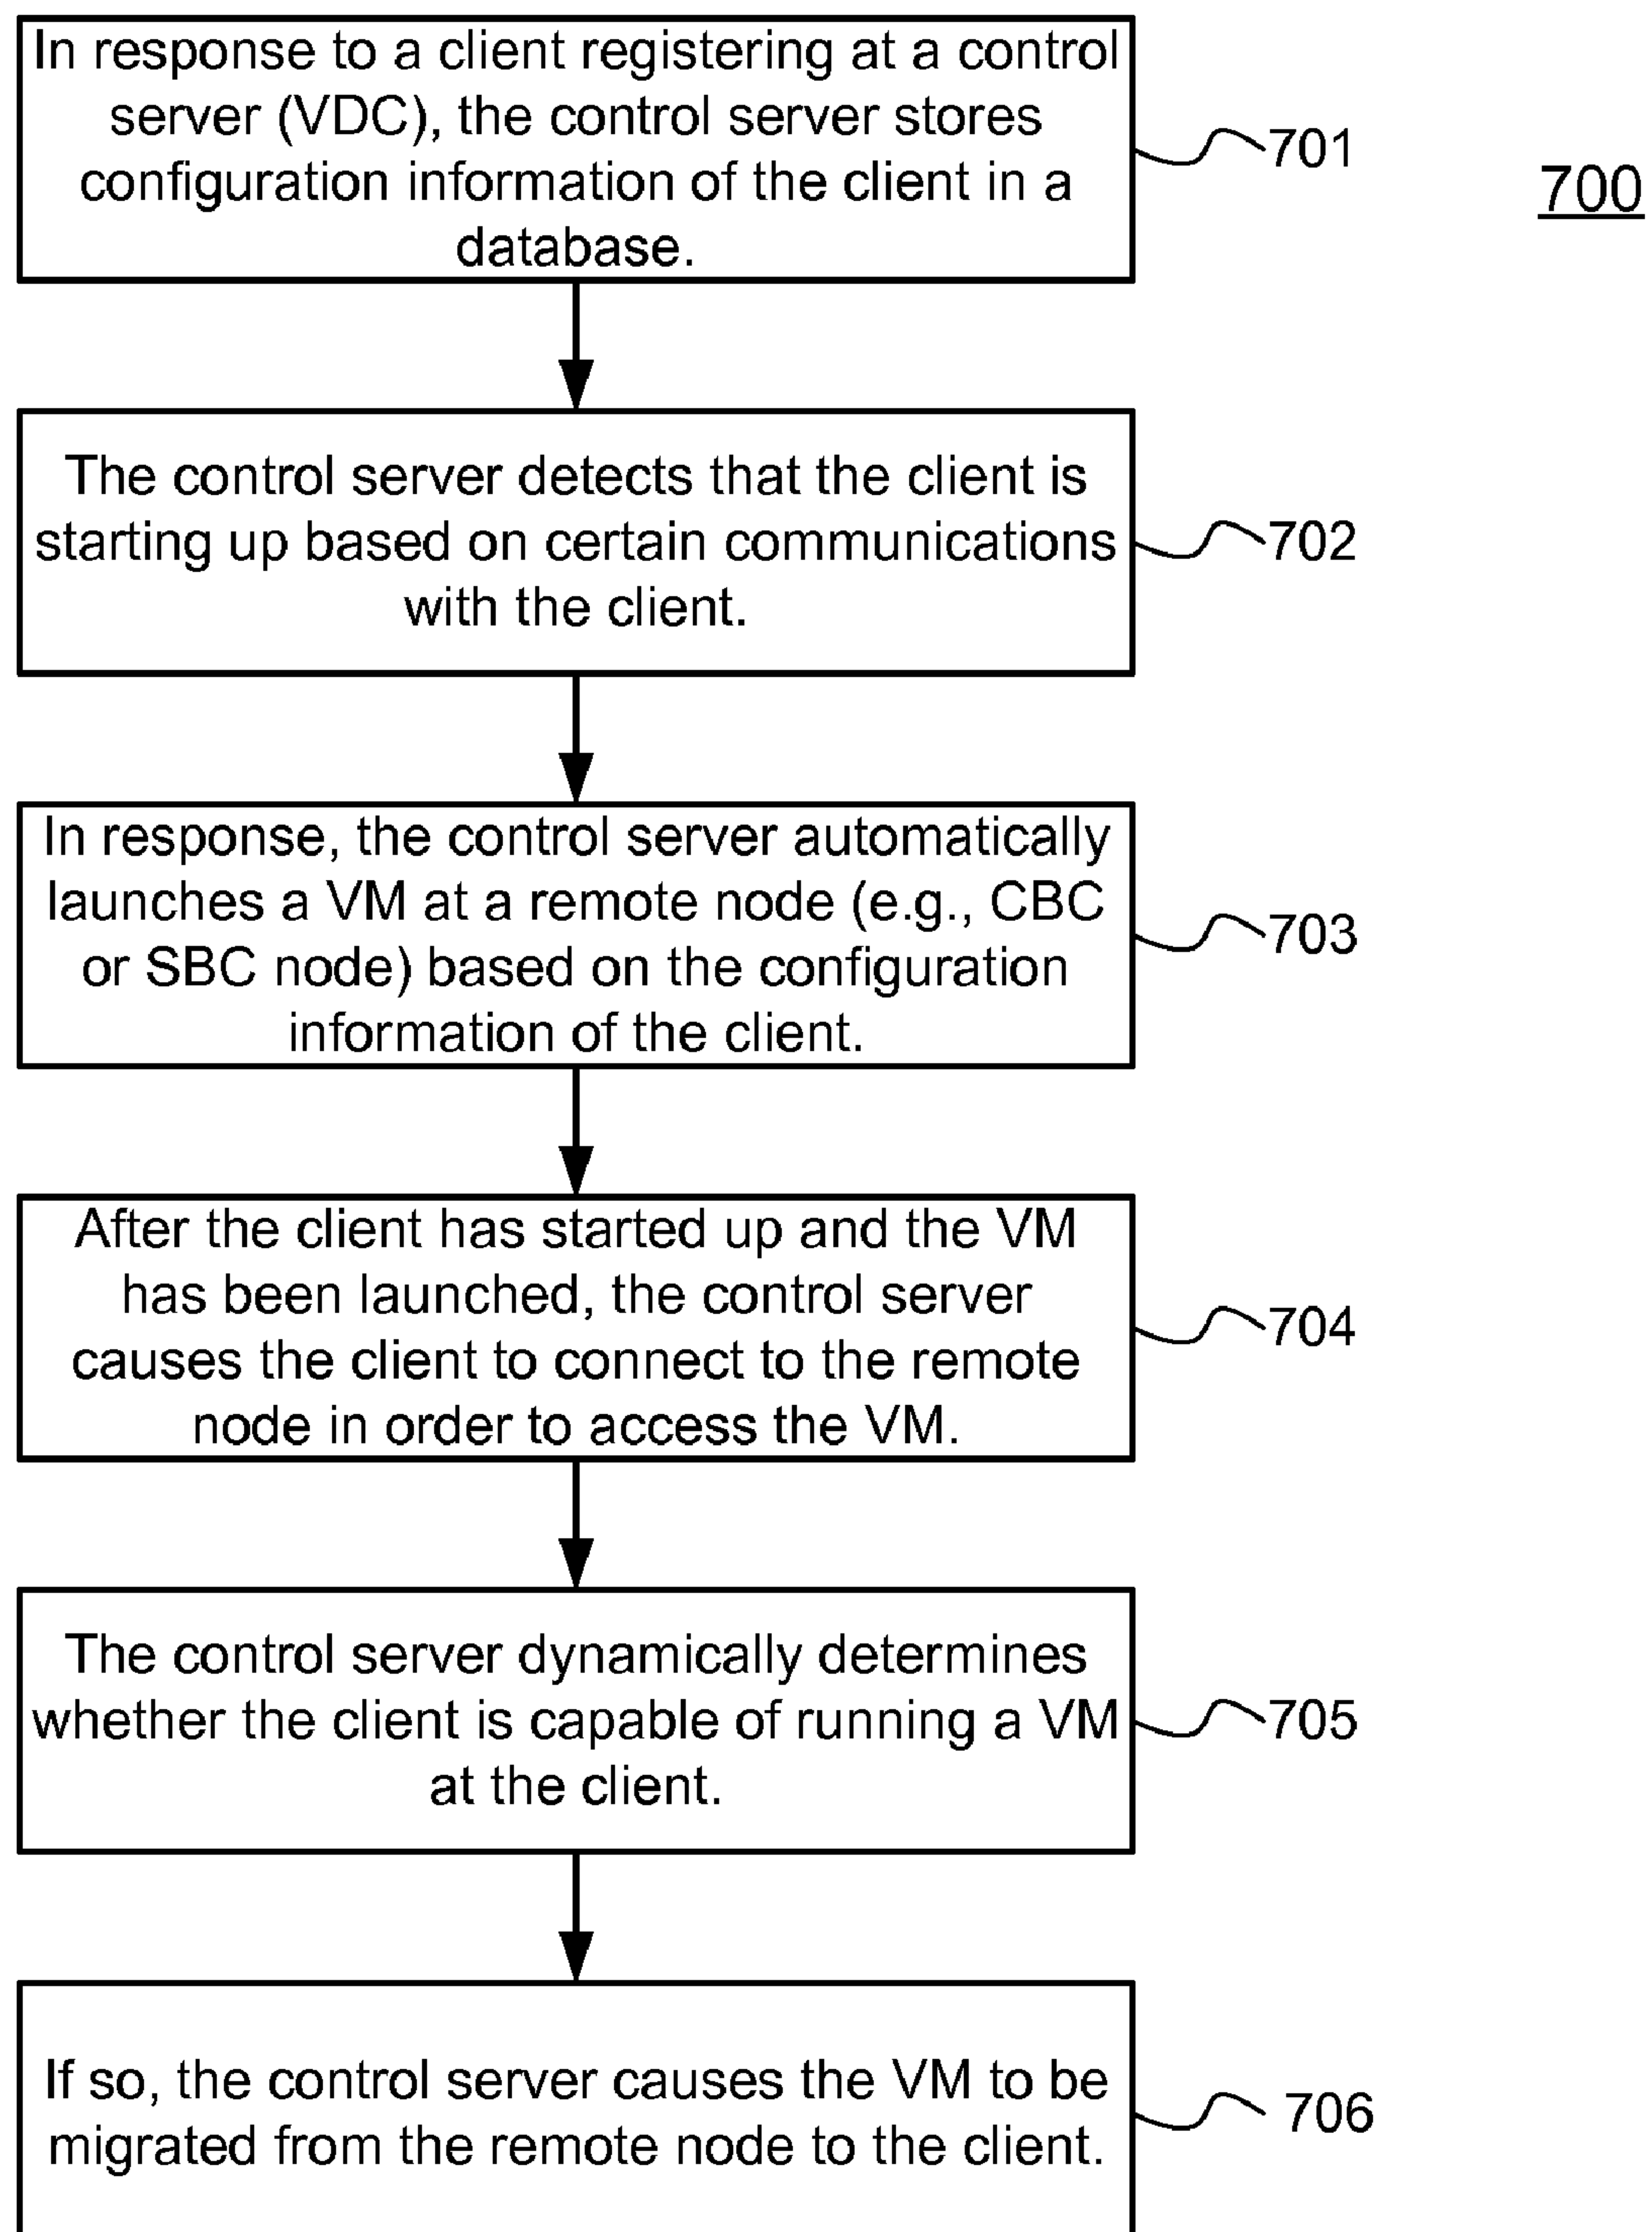 In response to a client registering at a control
server (VDC), the control server stores
configuration information of the client in a
database.
701
700
The control server detects that the client is
starting up based on certain communications
with the client.
702
In response, the control server automatically
launches a VM at a remote node (e.g., CBC
or SBC node) based on the configuration
information of the client.
703
After the client has started up and the VM
has been launched, the control server
causes the client to connect to the remote
node in order to access the VM.
704
The control server dynamically determines
whether the client is capable of running a VM
at the client.
705
If so, the control server causes the VM to be
migrated from the remote node to the client.
706